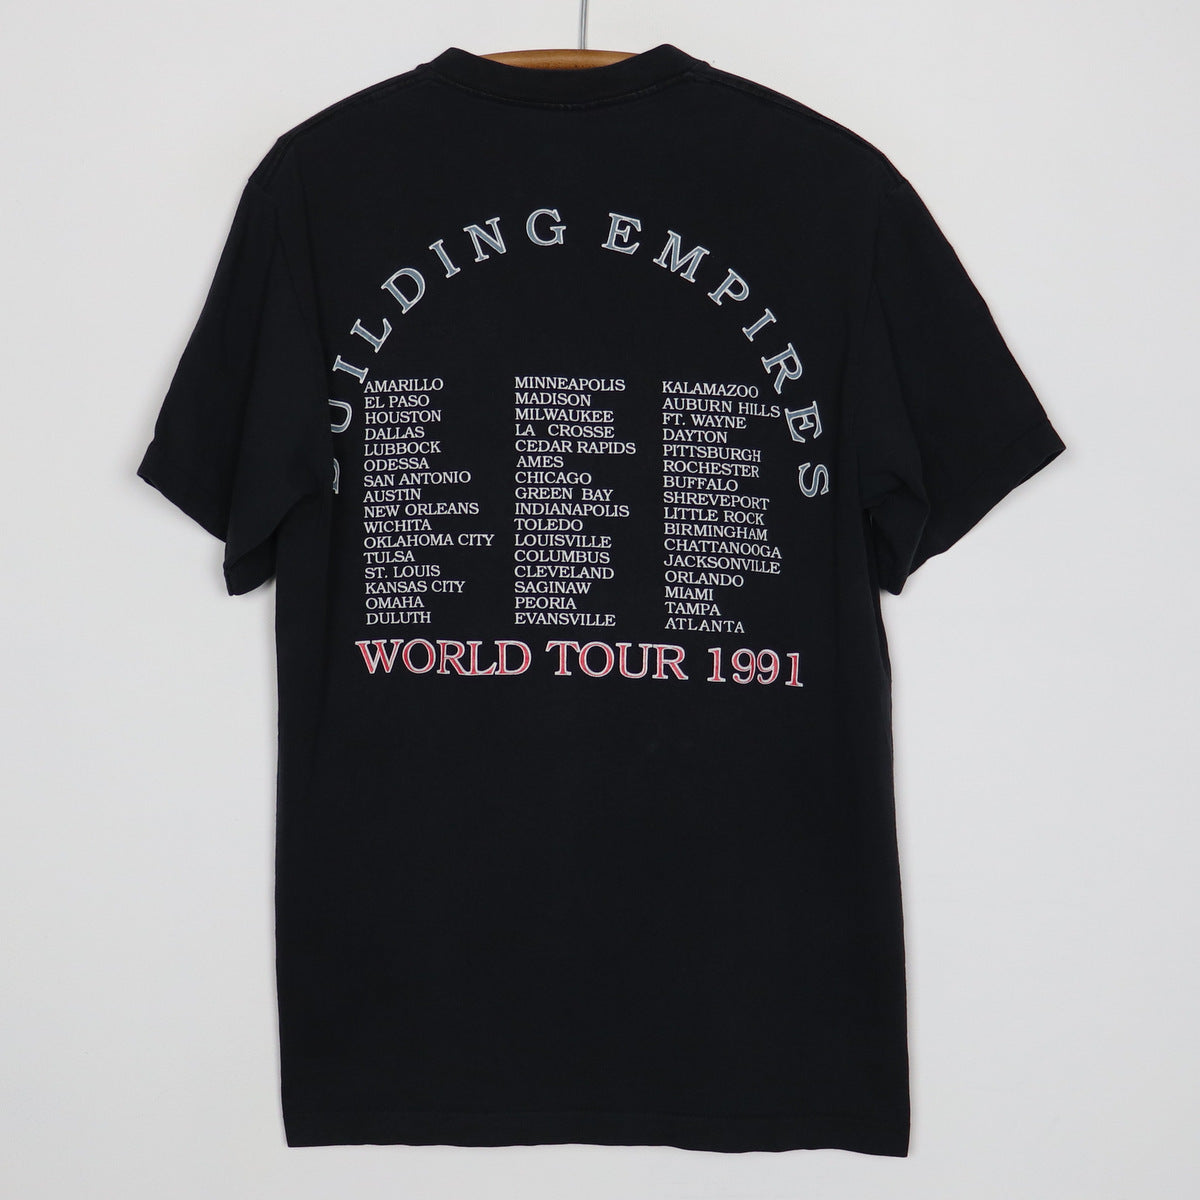 BUILDING EMPIRES
AMARILLO
EL PASO
HOUSTON
DALLAS
LUBBOCK
ODESSA
SAN ANTONIO
AUSTIN
NEW ORLEANS
WICHITA
OKLAHOMA CITY
TULSA
ST. LOUIS
KANSAS CITY
OMAHA
DULUTH
MINNEAPOLIS
MADISON
MILWAUKEE
LA CROSSE
CEDAR RAPIDS
AMES
CHICAGO
GREEN BAY
INDIANAPOLIS
TOLEDO
LOUISVILLE
COLUMBUS
CLEVELAND
SAGINAW
PEORIA
EVANSVILLE
KALAMAZOO
AUBURN HILLS
FT. WAYNE
DAYTON
PITTSBURGH
ROCHESTER
BUFFALO
SHREVEPORT
LITTLE ROCK
BIRMINGHAM
CHATTANOOGA
JACKSONVILLE
ORLANDO
MIAMI
TAMPA
ATLANTA
WORLD TOUR 1991